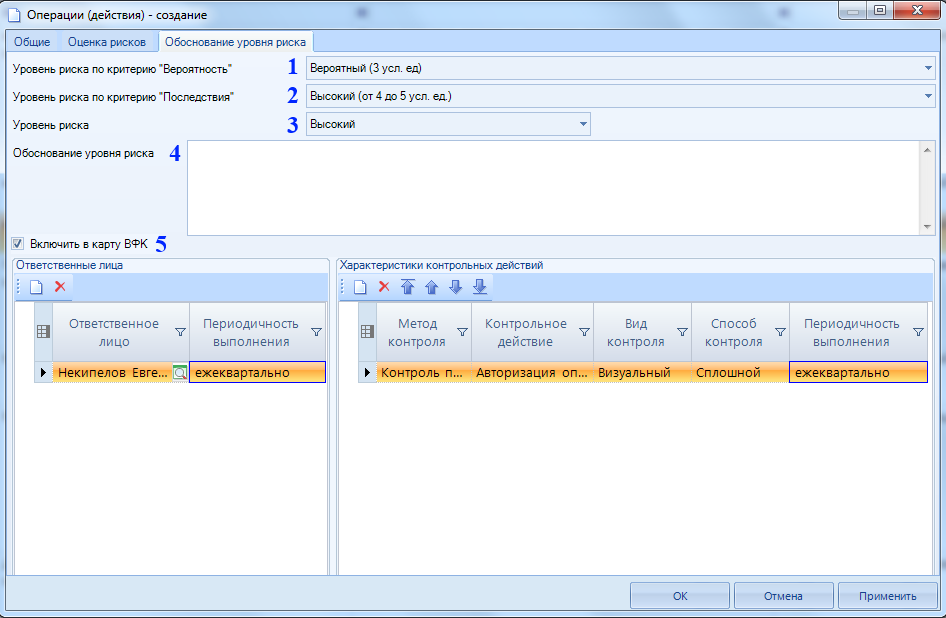 Операции (действия) - создание
Общие Оценка рисков Обоснование уровня риска
Уровень риска по критерию "Вероятность" 1 Вероятный (3 усл. ед)
Уровень риска по критерию "Последствия" 2 Высокий (от 4 до 5 усл. ед.)
Уровень риска 3 Высокий
Обоснование уровня риска 4
Включить в карту ВФК 5
Ответственные лица
Ответственное Периодичность
лицо выполнения
Некипелов Евге... ежеквартально
Характеристики контрольных действий
Метод Контрольное Вид Способ Периодичность
контроля действие контроля контроля выполнения
Контроль п... Авторизация оп... Визуальный Сплошной ежеквартально
ОК Отмена Применить